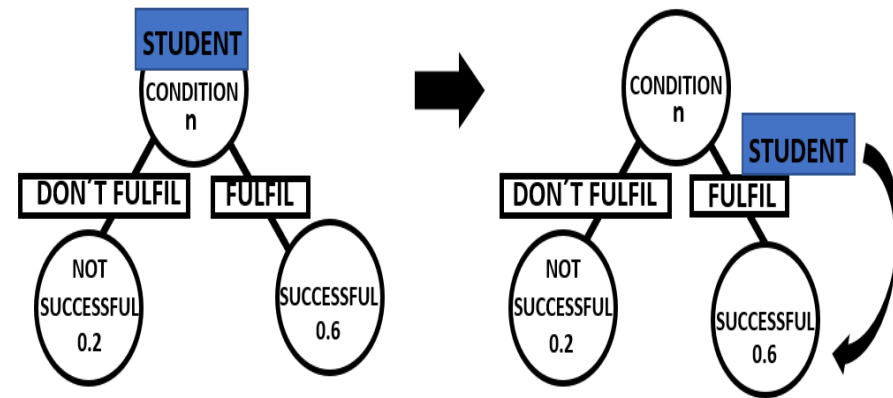 STUDENT
CONDITION
n
DON´T FULFIL
FULFIL
NOT
SUCCESSFUL
0.2
SUCCESSFUL
0.6
CONDITION
n
STUDENT
DON´T FULFIL
FULFIL
NOT
SUCCESSFUL
0.2
SUCCESSFUL
0.6